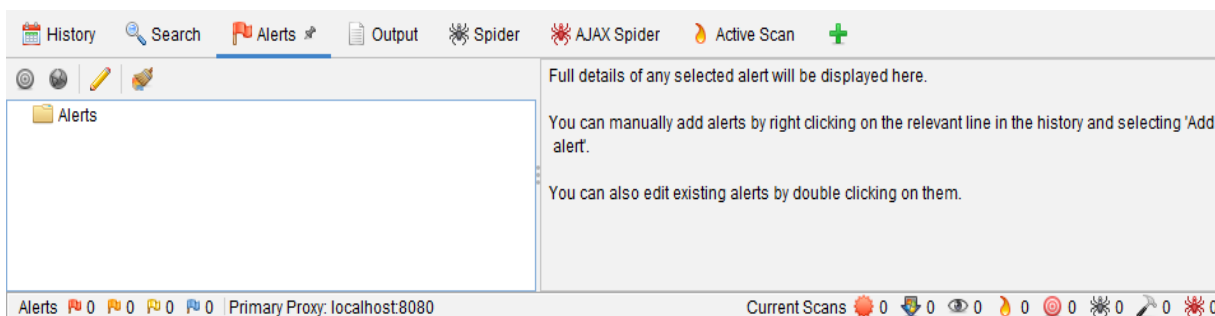 History Search Alerts Output Spider AJAX Spider Active Scan
Alerts
Full details of any selected alert will be displayed here.
You can manually add alerts by right clicking on the relevant line in the history and selecting 'Add
alert'.
You can also edit existing alerts by double clicking on them.
Alerts 0 0 0 0 Primary Proxy: localhost:8080 Current Scans 0 0 0 0 0 0 0 0